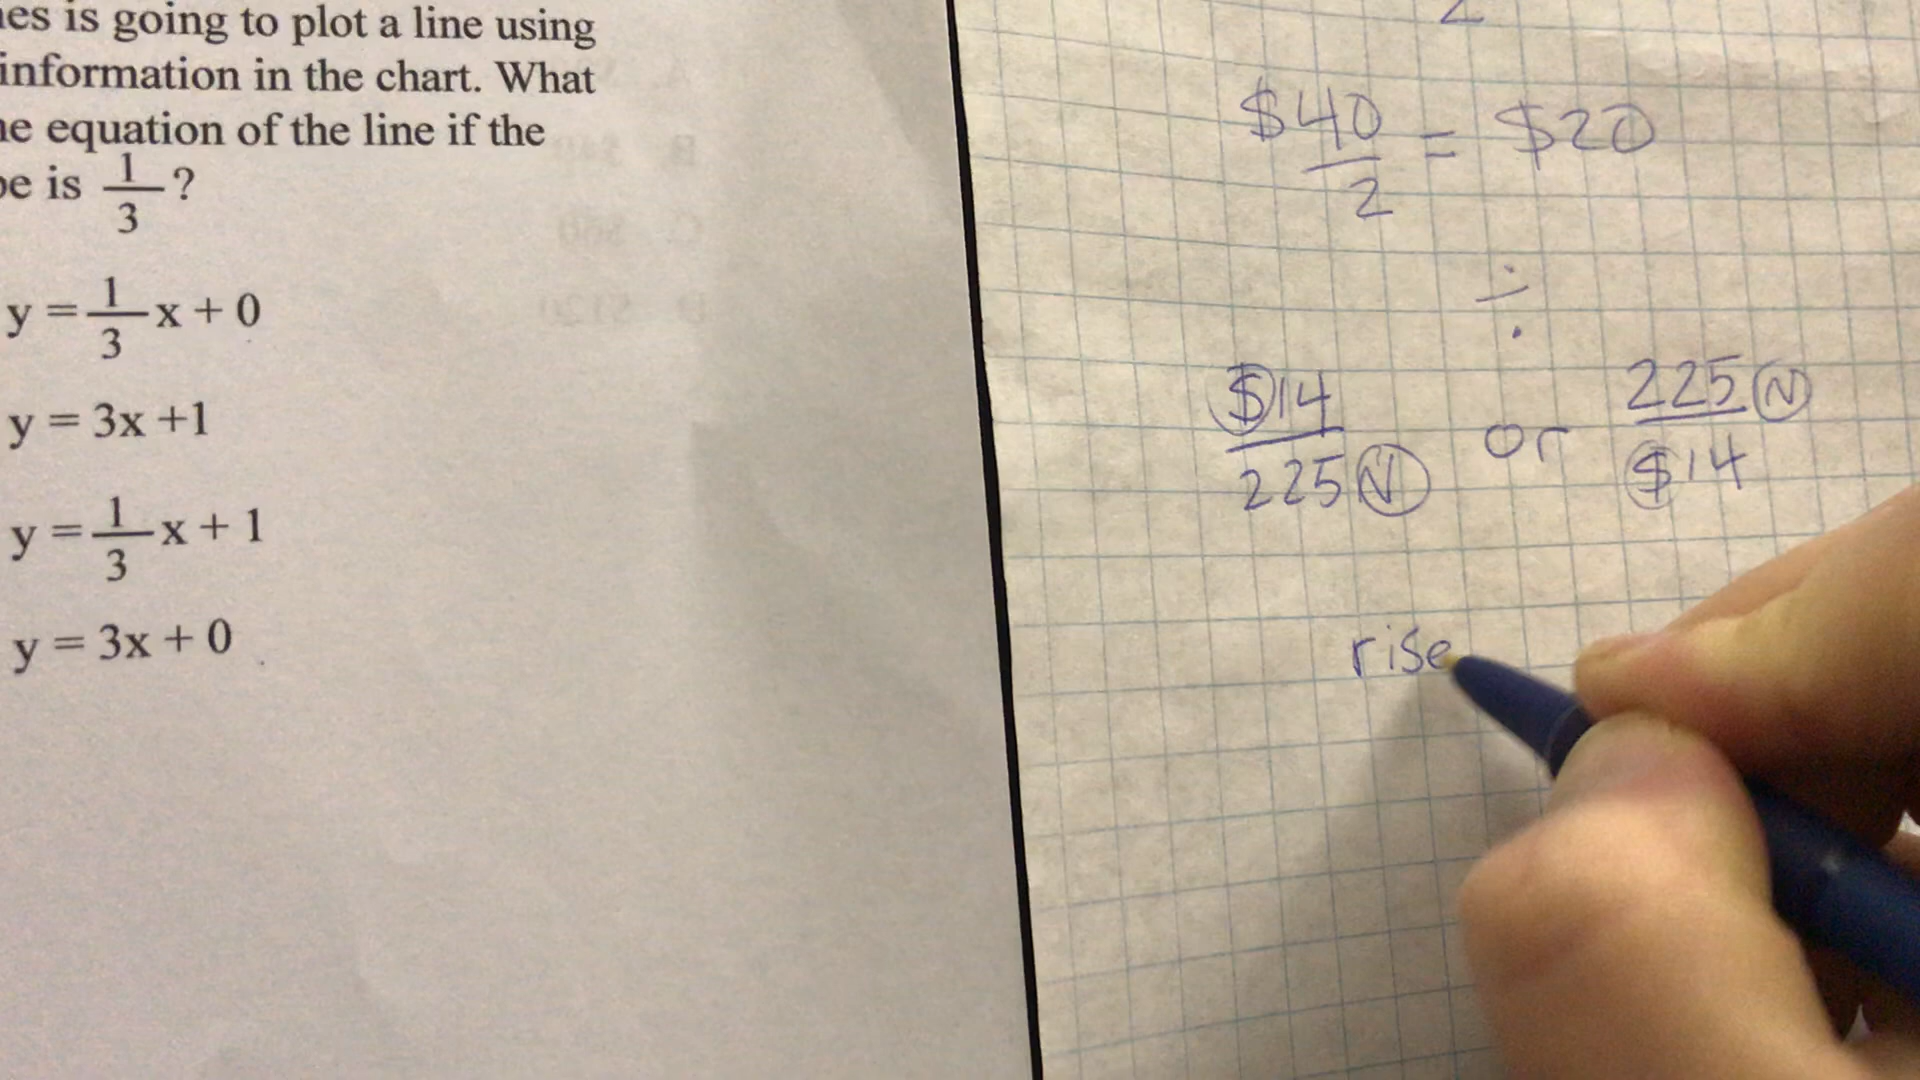 is going to plot a line using
information in the chart. What
equation of the line if the
is 1/3 ?
y = 1/3 x + 0
y = 3x +1
y = 1/3 x + 1
y = 3x + 0
$40/2 = $20
÷
$14/225 N or 225 N/$14
rise